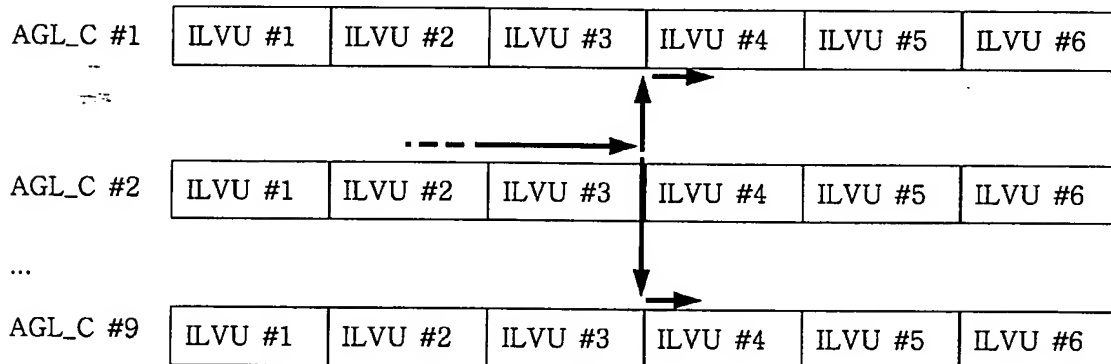 AGL_C #1 ILVU #1 ILVU #2 ILVU #3 ILVU #4 ILVU #5 ILVU #6
AGL_C #2 ILVU #1 ILVU #2 ILVU #3 ILVU #4 ILVU #5 ILVU #6
...
AGL_C #9 ILVU #1 ILVU #2 ILVU #3 ILVU #4 ILVU #5 ILVU #6